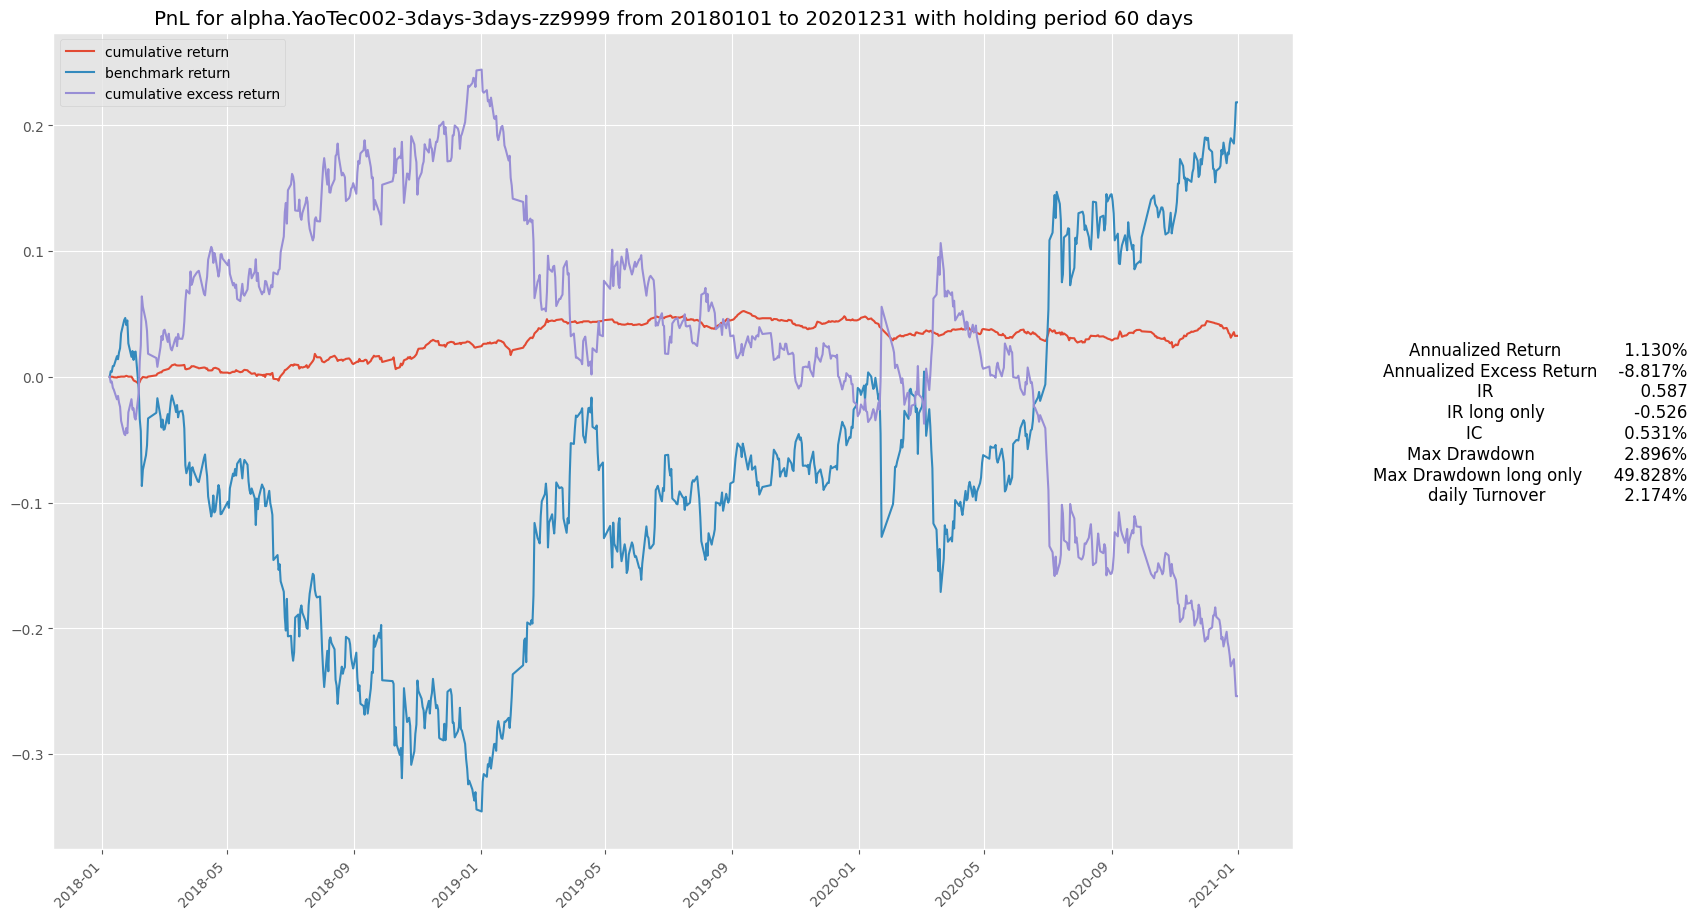 PnL for alpha.YaoTec002-3days-3days-zz9999 from 20180101 to 20201231 with holding period 60 days
cumulative return
benchmark return
cumulative excess return
0.2
0.1
0.0
−0.1
−0.2
−0.3
2018-01
2018-05
2018-09
2019-01
2019-05
2019-09
2020-01
2020-05
2020-09
2021-01
Annualized Return 1.130%
Annualized Excess Return -8.817%
IR 0.587
IR long only -0.526
IC 0.531%
Max Drawdown 2.896%
Max Drawdown long only 49.828%
daily Turnover 2.174%